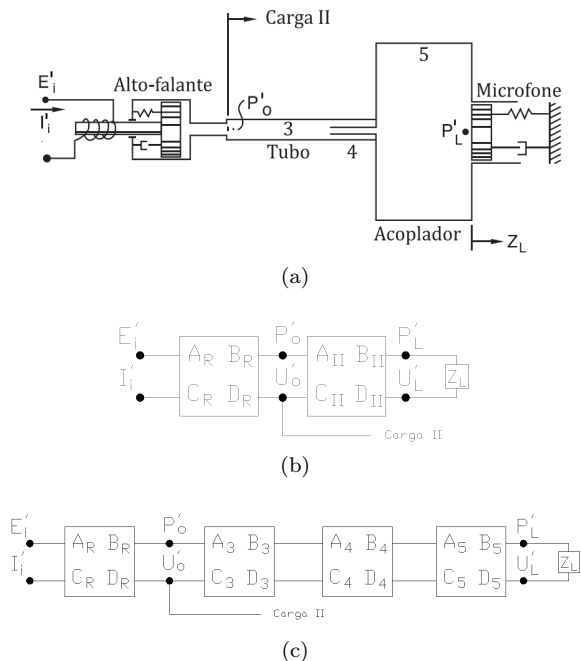 Carga II
5
E'i
Alto-falante
Microfone
I'i
P'o
3
P'L
Tubo
4
Acoplador
ZL
(a)
E'i
P'o
P'L
AR BR
AII BII
I'i
U'o
U'L
ZL
CR DR
CII DII
Carga II
(b)
E'i
P'o
P'L
AR BR
A3 B3
A4 B4
A5 B5
I'i
U'o
U'L
ZL
CR DR
C3 D3
C4 D4
C5 D5
Carga II
(c)